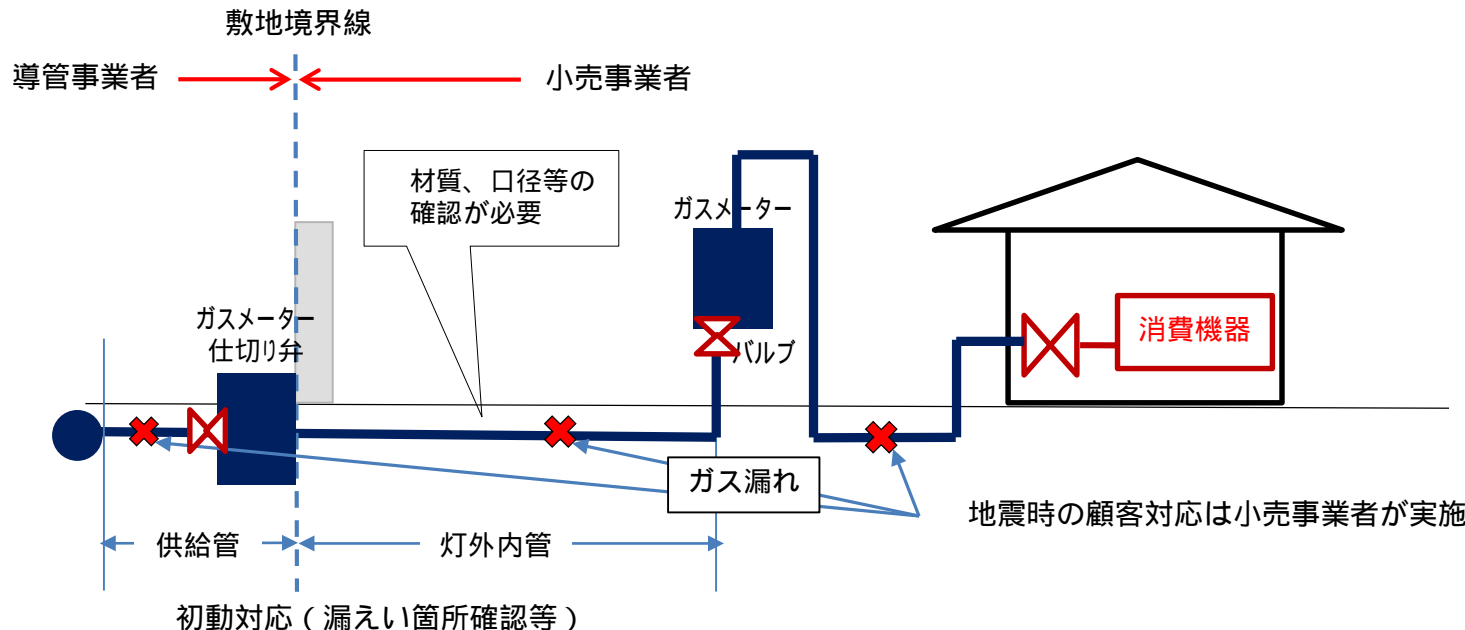 敷地境界線
導管事業者
小売事業者
材質、口径等の
確認が必要
ガスメーター
ガスメーター
仕切り弁
バルブ
消費機器
ガス漏れ
地震時の顧客対応は小売事業者が実施
供給管
灯外内管
初動対応(漏えい箇所確認等)